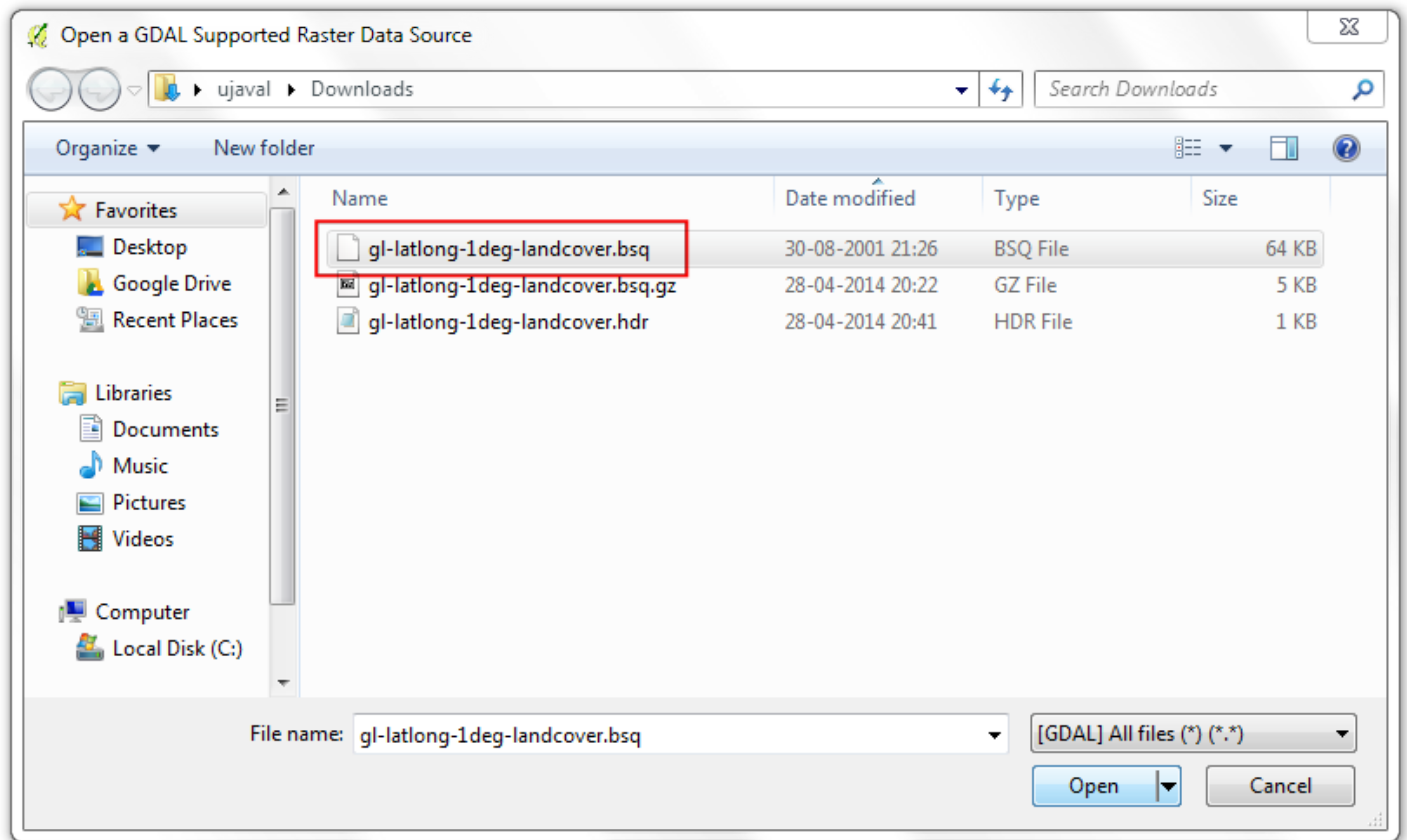 Open a GDAL Supported Raster Data Source
ujaval Downloads Search Downloads
Organize New folder
Name Date modified Type Size
Favorites
Desktop
Google Drive
Recent Places
Libraries
Documents
Music
Pictures
Videos
Computer
Local Disk (C:)
gl-latlong-1deg-landcover.bsq 30-08-2001 21:26 BSQ File 64 KB
gl-latlong-1deg-landcover.bsq.gz 28-04-2014 20:22 GZ File 5 KB
gl-latlong-1deg-landcover.hdr 28-04-2014 20:41 HDR File 1 KB
File name: gl-latlong-1deg-landcover.bsq [GDAL] All files (*) (*.*)
Open Cancel